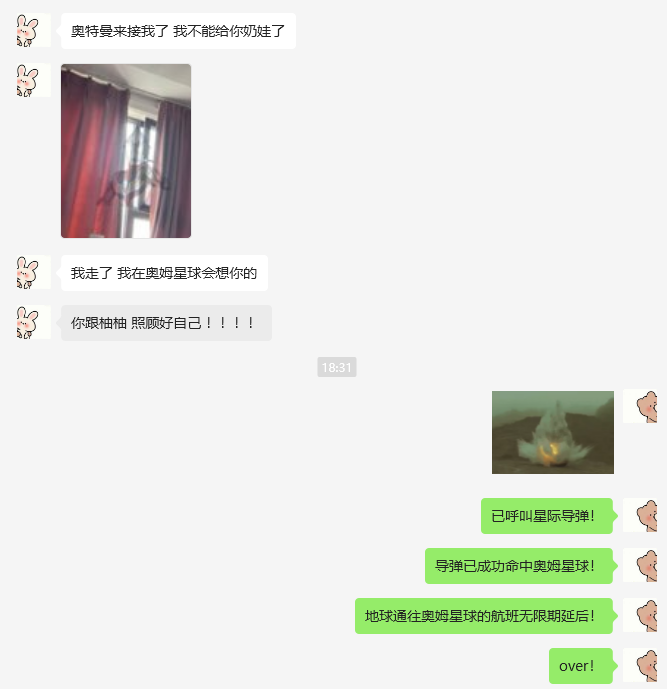 奥特曼来接我了 我不能给你奶娃了
我走了 我在奥姆星球会想你的
你跟柚柚 照顾好自己！！！！
18:31
已呼叫星际导弹！
导弹已成功命中奥姆星球！
地球通往奥姆星球的航班无限期延后！
over！